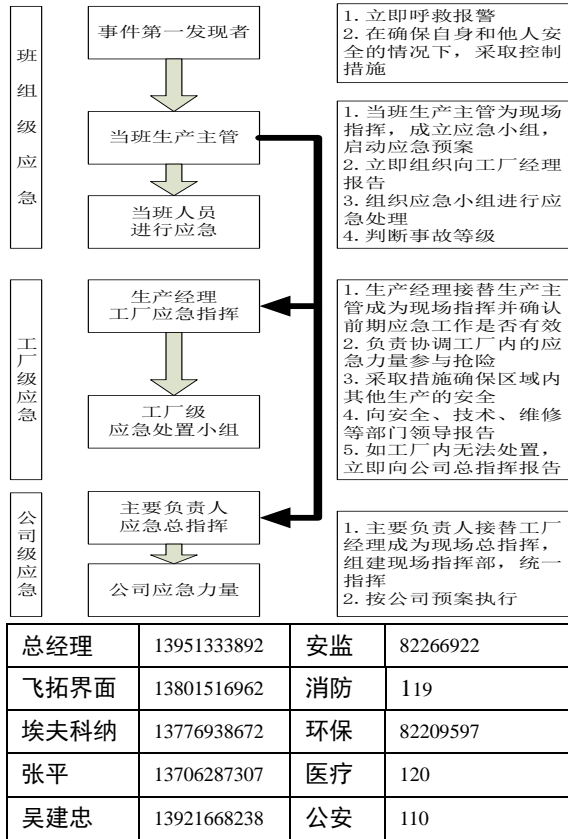 班组级应急
事件第一发现者
当班生产主管
当班人员
进行应急
1. 立即呼救报警
2. 在确保自身和他人安
全的情况下，采取控制
措施
1. 当班生产主管为现场
指挥，成立应急小组，
启动应急预案
2. 立即组织向工厂经理
报告
3. 组织应急小组进行应
急处理
4. 判断事故等级
工厂级应急
生产经理
工厂应急指挥
工厂级
应急处置小组
1. 生产经理接替生产主
管成为现场指挥并确认
前期应急工作是否有效
2. 负责协调工厂内的应
急力量参与抢险
3. 采取措施确保区域内
其他生产的安全
4. 向安全、技术、维修
等部门领导报告
5. 如工厂内无法处置，
立即向公司总指挥报告
公司级应急
主要负责人
应急总指挥
公司应急力量
1. 主要负责人接替工厂
经理成为现场总指挥，
组建现场指挥部，统一
指挥
2. 按公司预案执行
总经理 13951333892 安监 82266922
飞拓界面 13801516962 消防 119
埃夫科纳 13776938672 环保 82209597
张平 13706287307 医疗 120
吴建忠 13921668238 公安 110